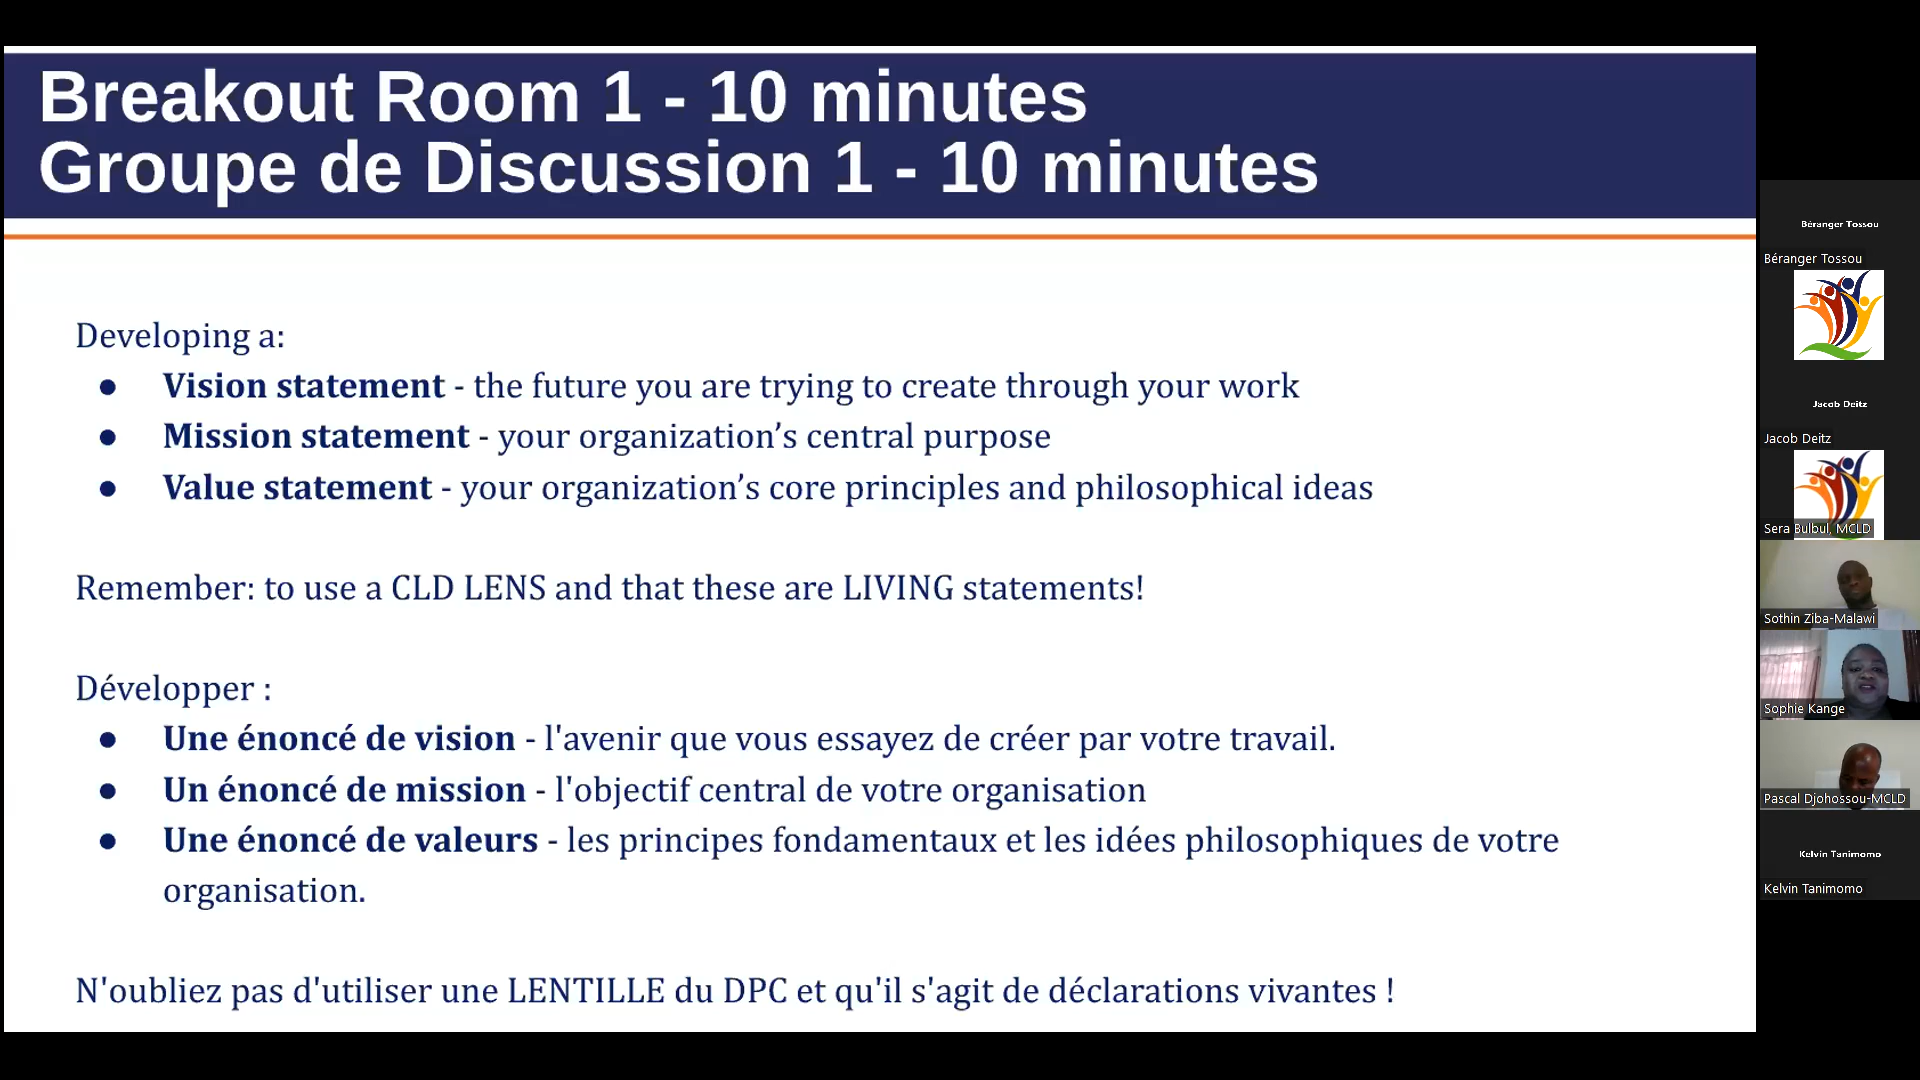 Breakout Room 1 - 10 minutes
Groupe de Discussion 1 - 10 minutes
Developing a:
● Vision statement - the future you are trying to create through your work
● Mission statement - your organization’s central purpose
● Value statement - your organization’s core principles and philosophical ideas
Remember: to use a CLD LENS and that these are LIVING statements!
Développer :
● Une énoncé de vision - l'avenir que vous essayez de créer par votre travail.
● Un énoncé de mission - l'objectif central de votre organisation
● Une énoncé de valeurs - les principes fondamentaux et les idées philosophiques de votre
organisation.
N'oubliez pas d'utiliser une LENTILLE du DPC et qu'il s'agit de déclarations vivantes !
Béranger Tossou
Béranger Tossou
Jacob Deitz
Jacob Deitz
Sera Bulbul, MCLD
Sothin Ziba-Malawi
Sophie Kange
Pascal Djohossou-MCLD
Kelvin Tanimomo
Kelvin Tanimomo